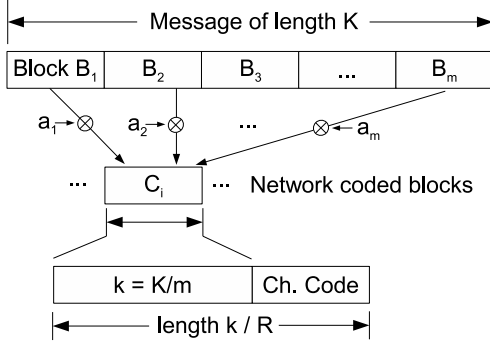 Message of length K
Block B1 B2 B3 ... Bm
a1 a2 ... am
... Ci ... Network coded blocks
k = K/m Ch. Code
length k / R